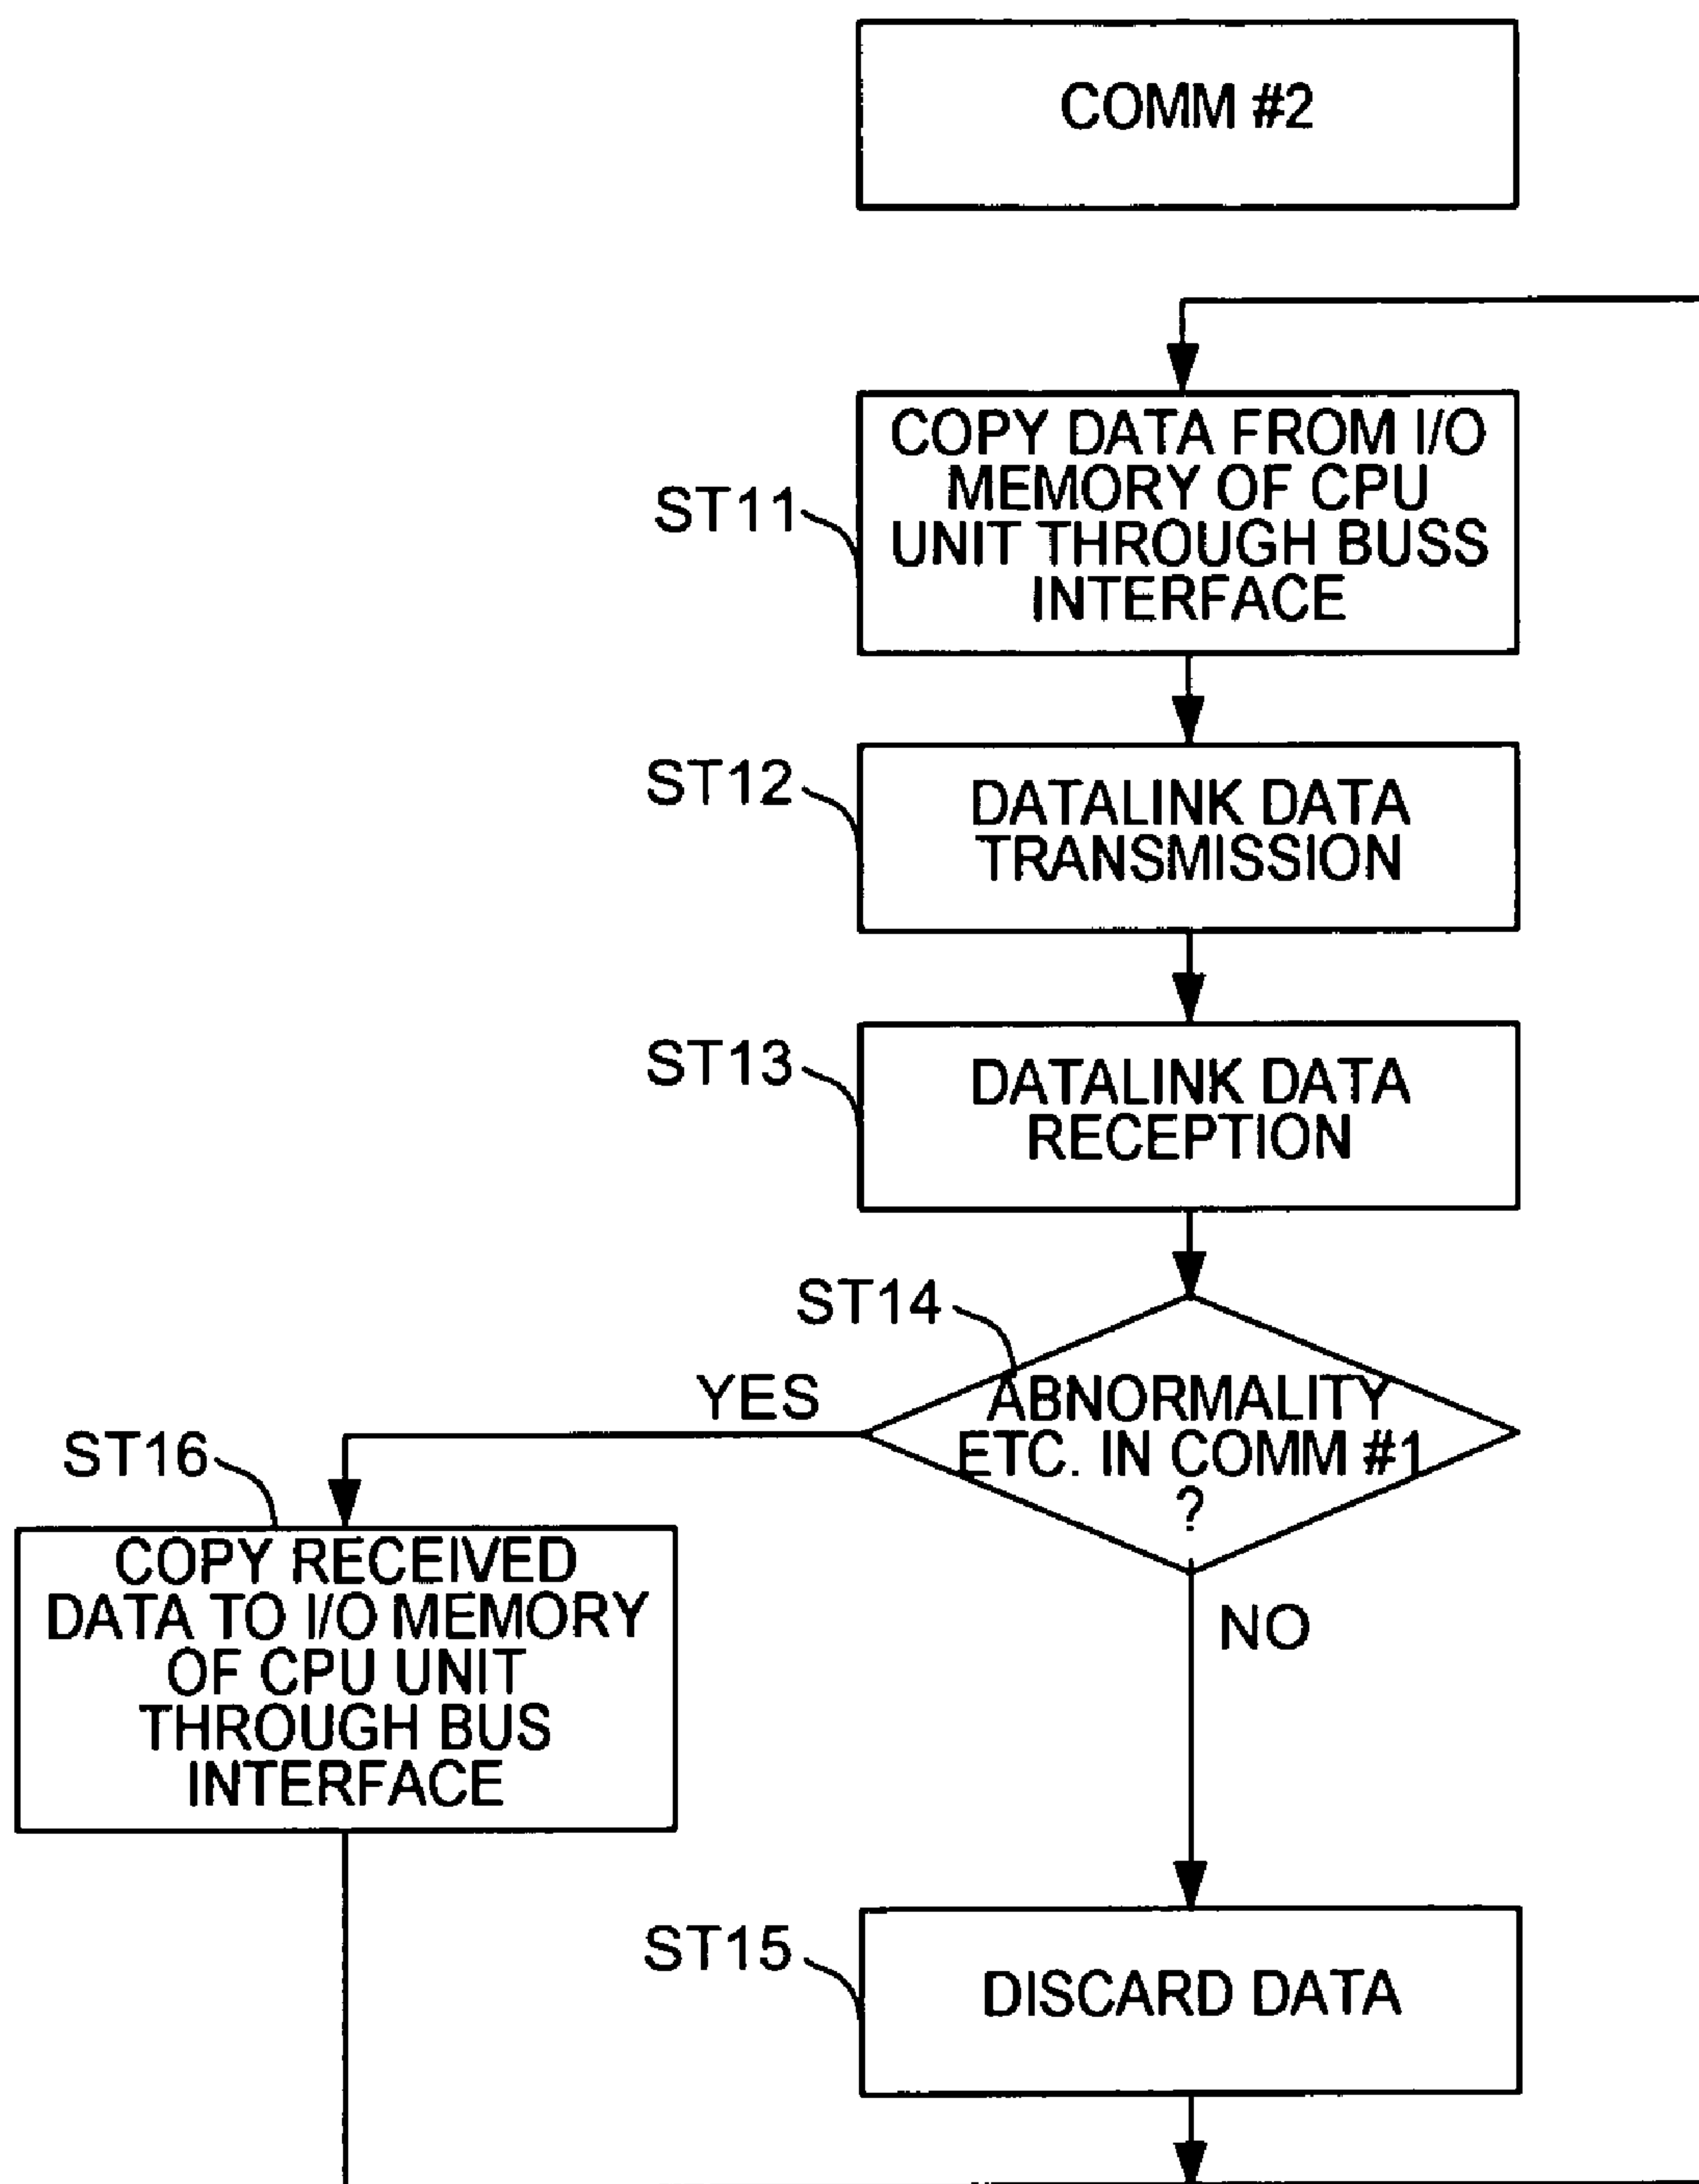 COMM #2
COPY DATA FROM I/O
MEMORY OF CPU
UNIT THROUGH BUSS
INTERFACE
ST11
ST12
DATALINK DATA
TRANSMISSION
ST13
DATALINK DATA
RECEPTION
ST14
YES
ABNORMALITY
ETC. IN COMM #1
?
ST16
COPY RECEIVED
DATA TO I/O MEMORY
OF CPU UNIT
THROUGH BUS
INTERFACE
NO
ST15
DISCARD DATA